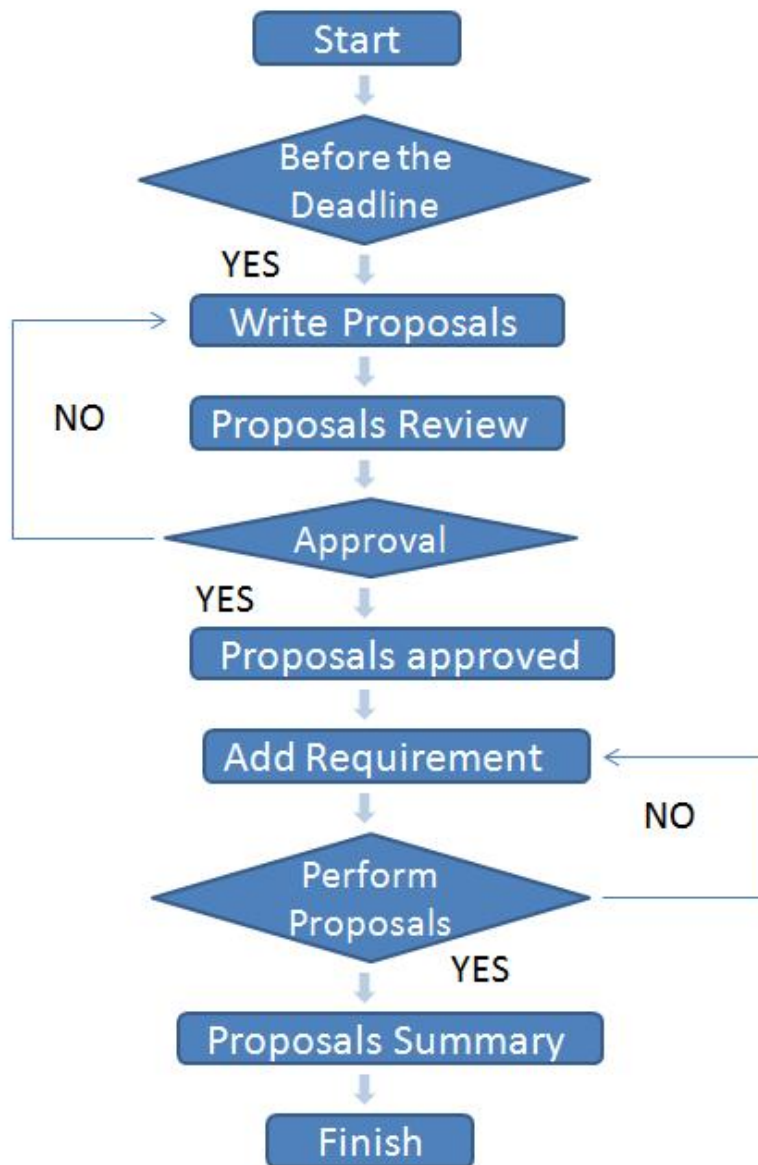 Start
Before the
Deadline
YES
Write Proposals
NO
Proposals Review
Approval
YES
Proposals approved
Add Requirement
NO
Perform
Proposals
YES
Proposals Summary
Finish